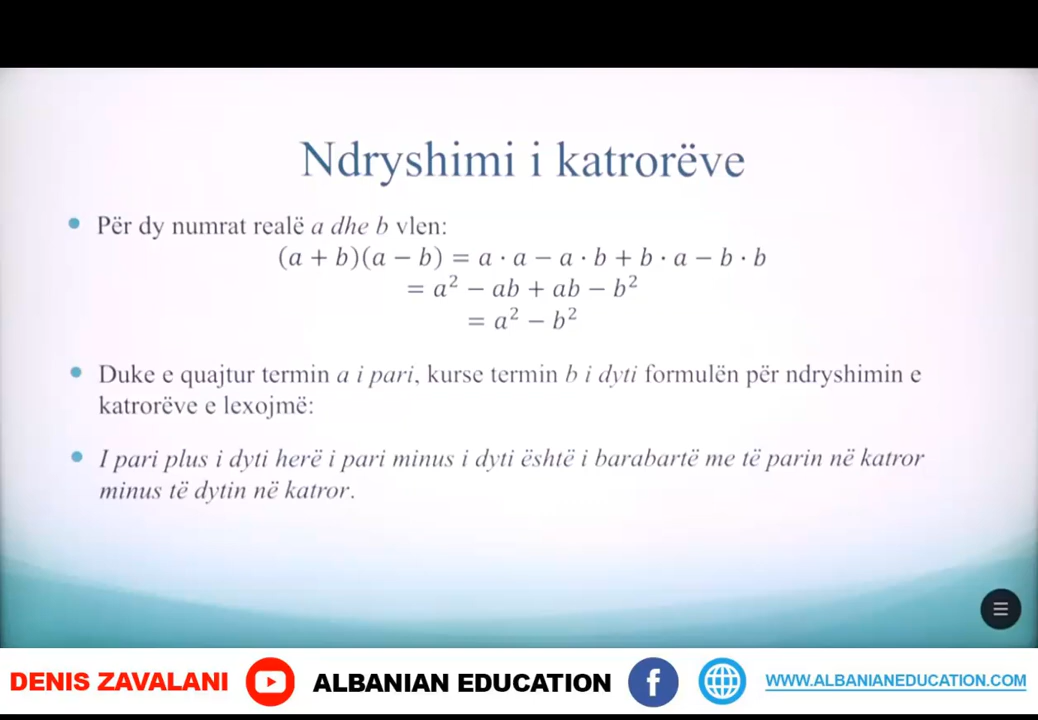 Ndryshimi i katrorëve
• Për dy numrat realë a dhe b vlen:
(a + b)(a − b) = a · a − a · b + b · a − b · b
= a² − ab + ab − b²
= a² − b²
• Duke e quajtur termin a i pari, kurse termin b i dyti formulën për ndryshimin e
katrorëve e lexojmë:
• I pari plus i dyti herë i pari minus i dyti është i barabartë me të parin në katror
minus të dytin në katror.
DENIS ZAVALANI ALBANIAN EDUCATION f WWW.ALBANIANEDUCATION.COM